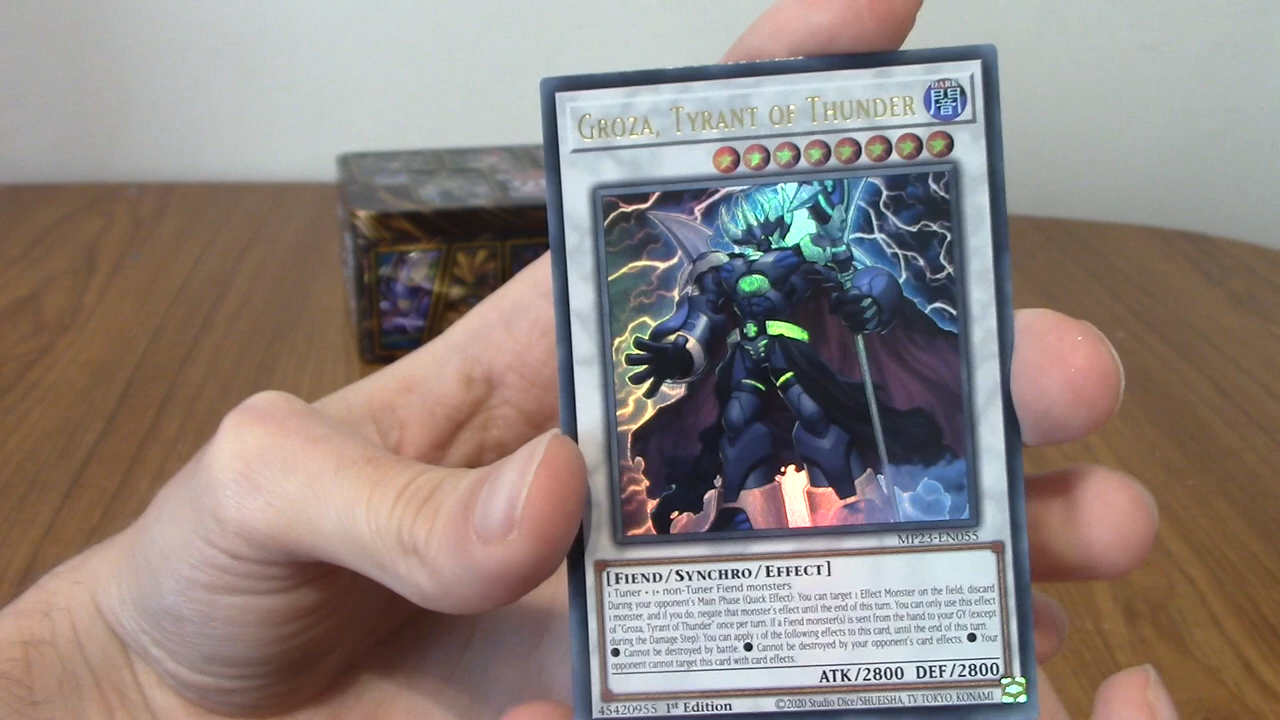 Groza, Tyrant of Thunder
DARK
闇
MP23-EN055
[Fiend/Synchro/Effect]
1 Tuner + 1+ non-Tuner Fiend monsters
During your opponent's Main Phase (Quick Effect): You can target 1 Effect Monster on the field; discard
1 monster, and if you do, negate that monster's effect until the end of this turn. You can only use this effect
of "Groza, Tyrant of Thunder" once per turn. If a Fiend monster(s) is sent from the hand to your GY (except
during the Damage Step): You can apply 1 of the following effects to this card, until the end of this turn.
● Cannot be destroyed by battle. ● Cannot be destroyed by your opponent's card effects. ● Your
opponent cannot target this card with card effects.
ATK/2800 DEF/2800
45420955 1st Edition ©2020 Studio Dice/SHUEISHA, TV TOKYO, KONAMI